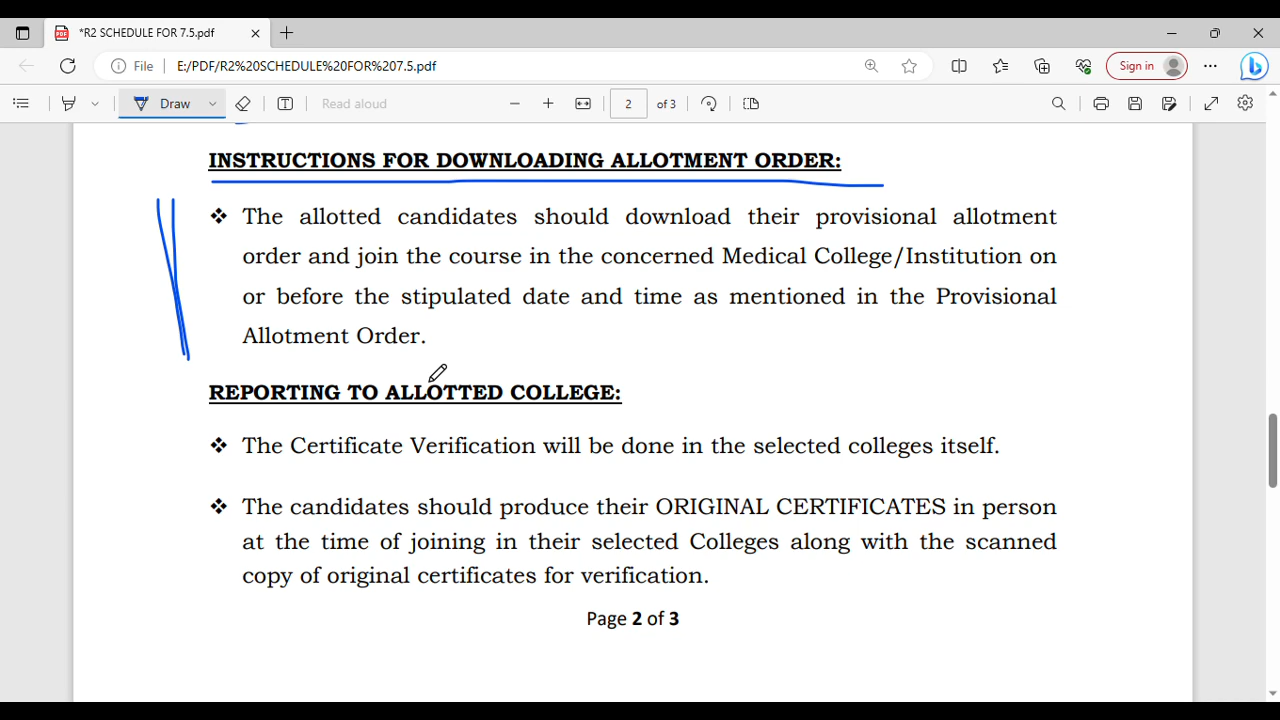 *R2 SCHEDULE FOR 7.5.pdf
File E:/PDF/R2%20SCHEDULE%20FOR%207.5.pdf Sign in
Draw Read aloud 2 of 3
INSTRUCTIONS FOR DOWNLOADING ALLOTMENT ORDER:
❖ The allotted candidates should download their provisional allotment
order and join the course in the concerned Medical College/Institution on
or before the stipulated date and time as mentioned in the Provisional
Allotment Order.
REPORTING TO ALLOTTED COLLEGE:
❖ The Certificate Verification will be done in the selected colleges itself.
❖ The candidates should produce their ORIGINAL CERTIFICATES in person
at the time of joining in their selected Colleges along with the scanned
copy of original certificates for verification.
Page 2 of 3